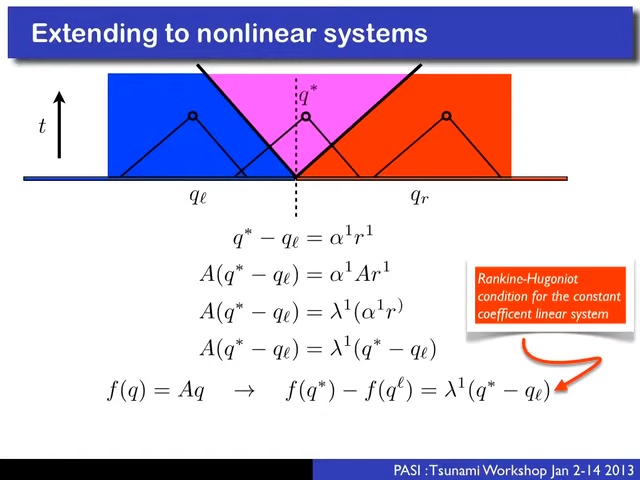 Extending to nonlinear systems
q*
t
qℓ
qr
q* − qℓ = α¹r¹
A(q* − qℓ) = α¹Ar¹
A(q* − qℓ) = λ¹(α¹r⁾
A(q* − qℓ) = λ¹(q* − qℓ)
Rankine-Hugoniot
condition for the constant
coefficent linear system
f(q) = Aq → f(q*) − f(q^ℓ) = λ¹(q* − qℓ)
PASI : Tsunami Workshop Jan 2-14 2013